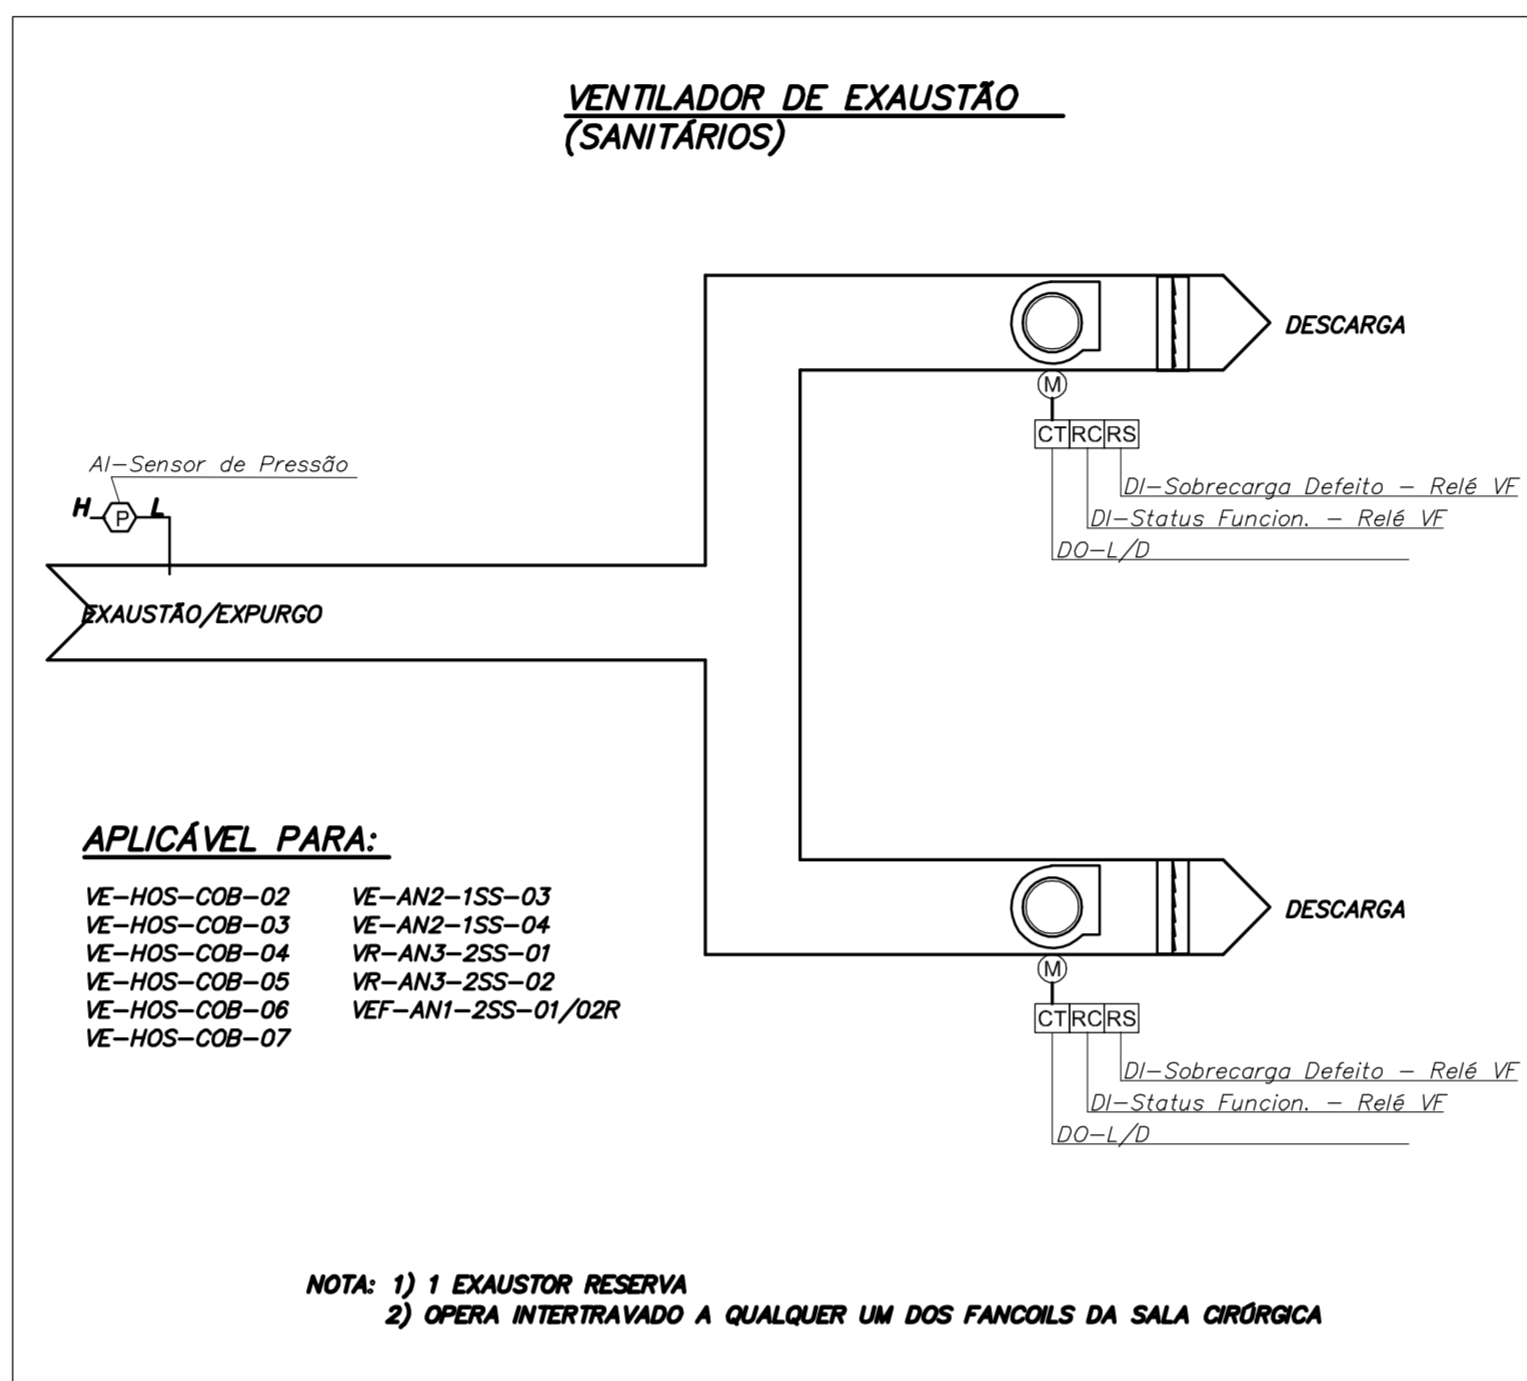 VENTILADOR DE EXAUSTÃO
(SANITÁRIOS)
DESCARGA
M
CT RC RS
DI-Sobrecarga Defeito - Relé VF
DI-Status Funcion. - Relé VF
DO-L/D
AI-Sensor de Pressão
H P L
EXAUSTÃO/EXPURGO
APLICÁVEL PARA:
VE-HOS-COB-02
VE-HOS-COB-03
VE-HOS-COB-04
VE-HOS-COB-05
VE-HOS-COB-06
VE-HOS-COB-07
VE-AN2-1SS-03
VE-AN2-1SS-04
VR-AN3-2SS-01
VR-AN3-2SS-02
VEF-AN1-2SS-01/02R
DESCARGA
M
CT RC RS
DI-Sobrecarga Defeito - Relé VF
DI-Status Funcion. - Relé VF
DO-L/D
NOTA: 1) 1 EXAUSTOR RESERVA
2) OPERA INTERTRAVADO A QUALQUER UM DOS FANCOILS DA SALA CIRÚRGICA